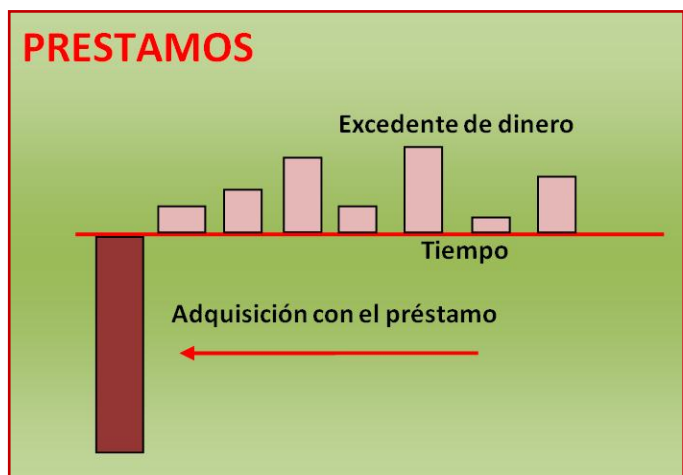 PRESTAMOS
Excedente de dinero
Tiempo
Adquisición con el préstamo